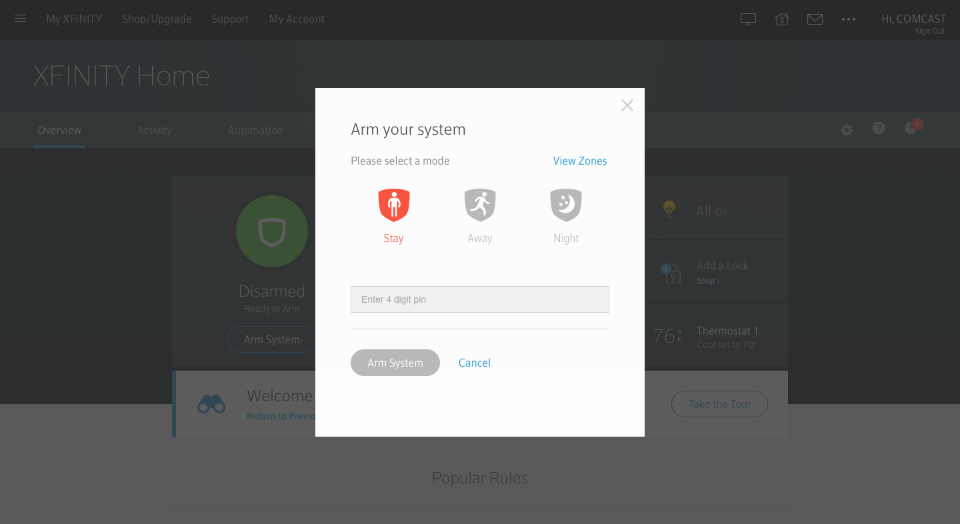 My XFINITY Shop/Upgrade Support My Account Hi, COMCAST
Sign Out
XFINITY Home
Overview Activity Automation
Arm your system
Please select a mode View Zones
Stay Away Night
Enter 4 digit pin
Arm System Cancel
Disarmed
Ready to Arm
Arm System
All On
Add a Lock
Shop >
76° Thermostat 1
Cool set to 70°
Welcome
Return to Previo
Take the Tour
Popular Rules